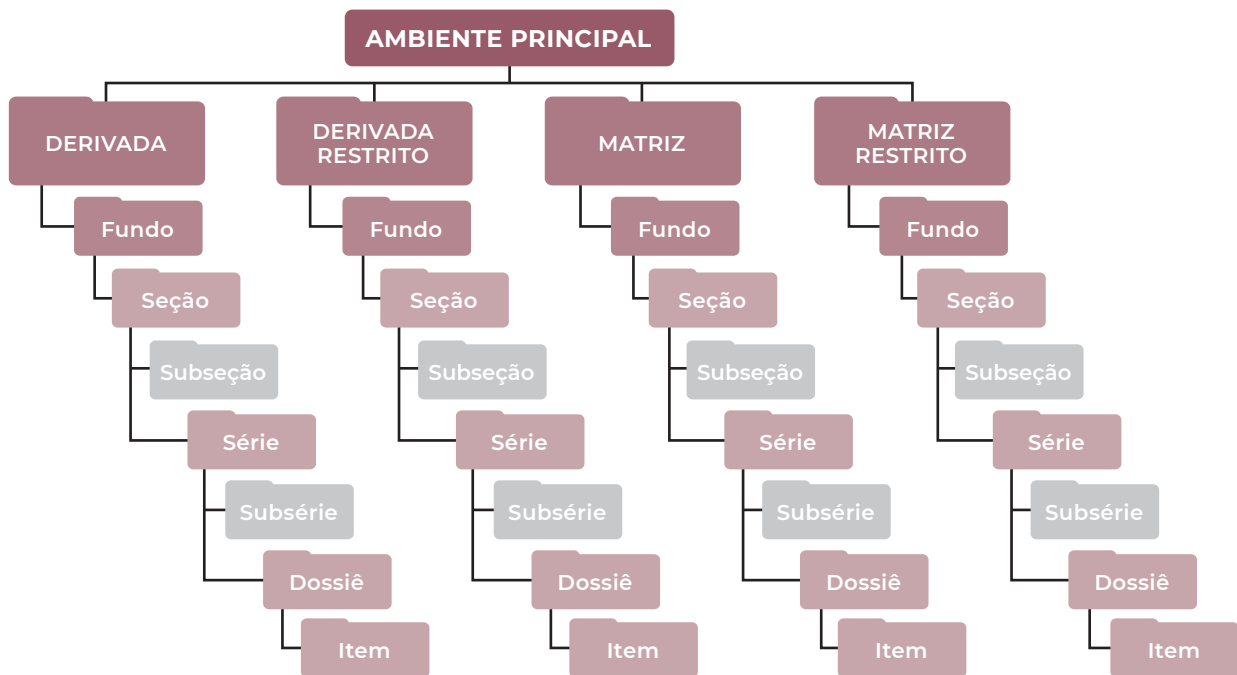 AMBIENTE PRINCIPAL
DERIVADA
Fundo
Seção
Subseção
Série
Subsérie
Dossiê
Item
DERIVADA
RESTRITO
Fundo
Seção
Subseção
Série
Subsérie
Dossiê
Item
MATRIZ
Fundo
Seção
Subseção
Série
Subsérie
Dossiê
Item
MATRIZ
RESTRITO
Fundo
Seção
Subseção
Série
Subsérie
Dossiê
Item